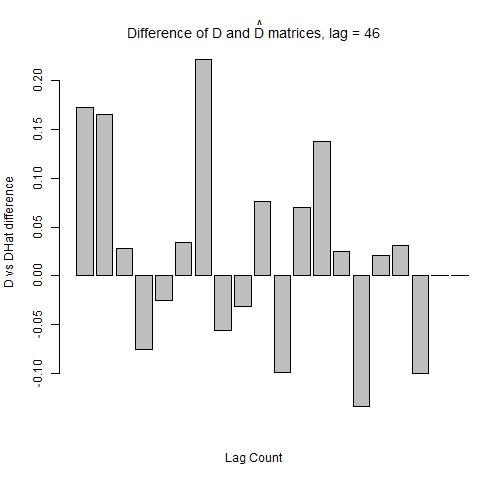 Difference of D and D̂ matrices, lag = 46
D vs DHat difference
0.20
0.15
0.10
0.05
0.00
-0.05
-0.10
Lag Count